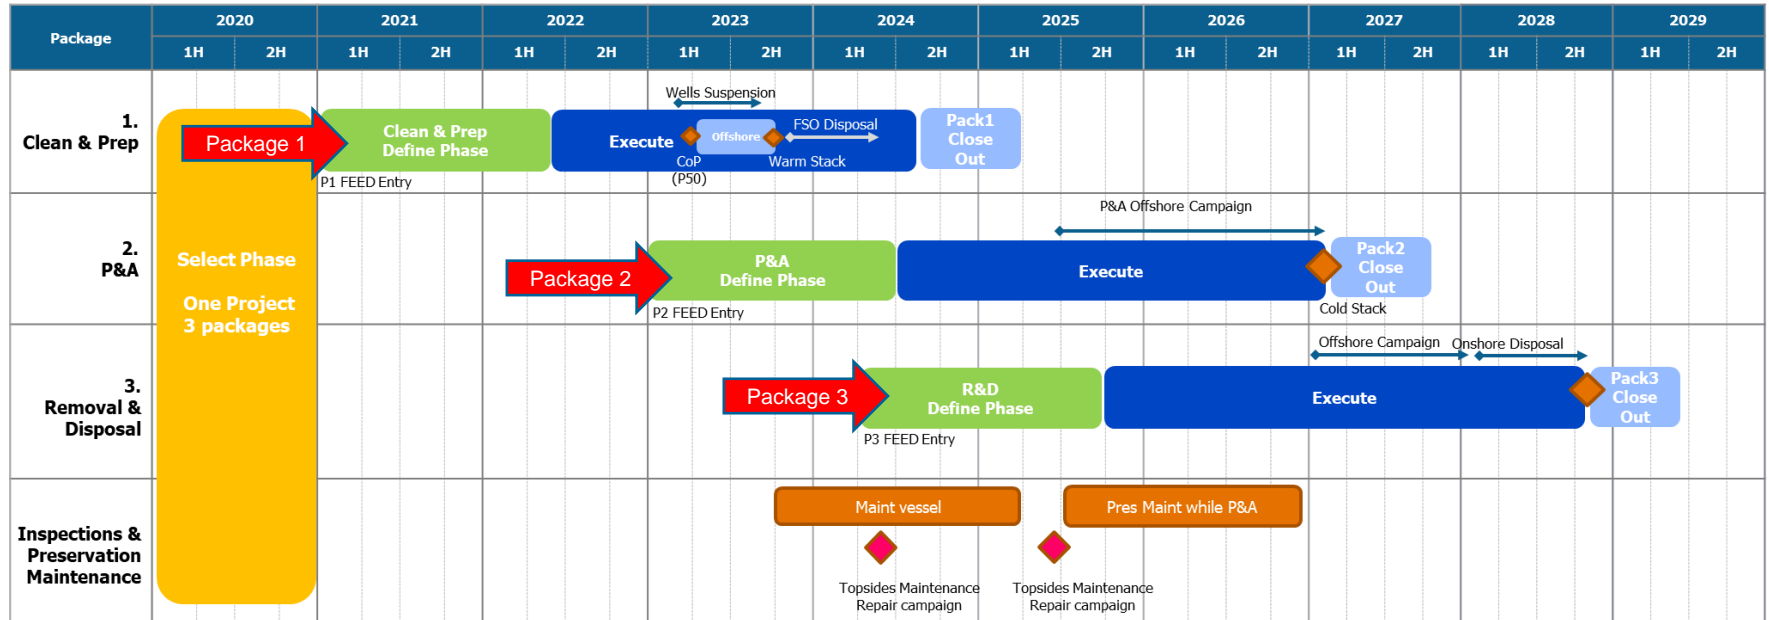 Package
2020
2021
2022
2023
2024
2025
2026
2027
2028
2029
1H
2H
1H
2H
1H
2H
1H
2H
1H
2H
1H
2H
1H
2H
1H
2H
1H
2H
1H
2H
1.
Clean & Prep
Package 1
Clean & Prep
Define Phase
P1 FEED Entry
Execute
Wells Suspension
Offshore
CoP
(P50)
FSO Disposal
Warm Stack
Pack1
Close
Out
Select Phase
One Project
3 packages
2.
P&A
Package 2
P&A
Define Phase
P2 FEED Entry
Execute
P&A Offshore Campaign
Pack2
Close
Out
Cold Stack
3.
Removal &
Disposal
Package 3
R&D
Define Phase
P3 FEED Entry
Execute
Offshore Campaign
Onshore Disposal
Pack3
Close
Out
Inspections &
Preservation
Maintenance
Maint vessel
Pres Maint while P&A
Topsides Maintenance
Repair campaign
Topsides Maintenance
Repair campaign